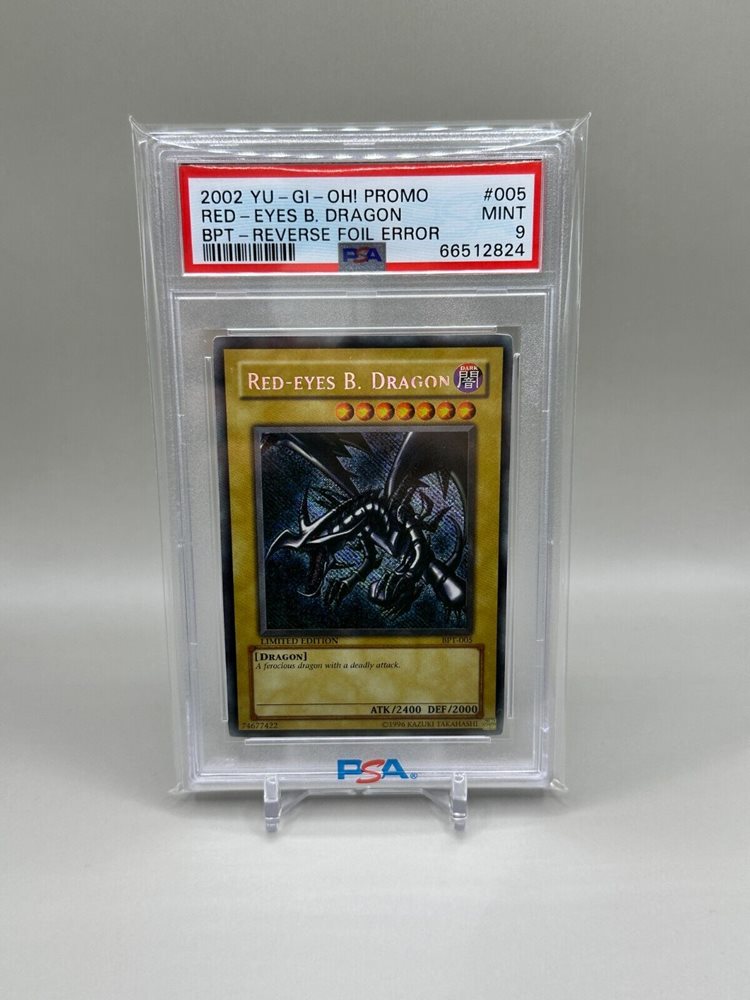 2002 YU-GI-OH! PROMO #005
RED-EYES B. DRAGON MINT
BPT-REVERSE FOIL ERROR 9
PSA 66512824
RED-EYES B. DRAGON
DARK
闇
LIMITED EDITION BPT-005
[DRAGON]
A ferocious dragon with a deadly attack.
ATK/2400 DEF/2000
74677422 ©1996 KAZUKI TAKAHASHI
PSA®